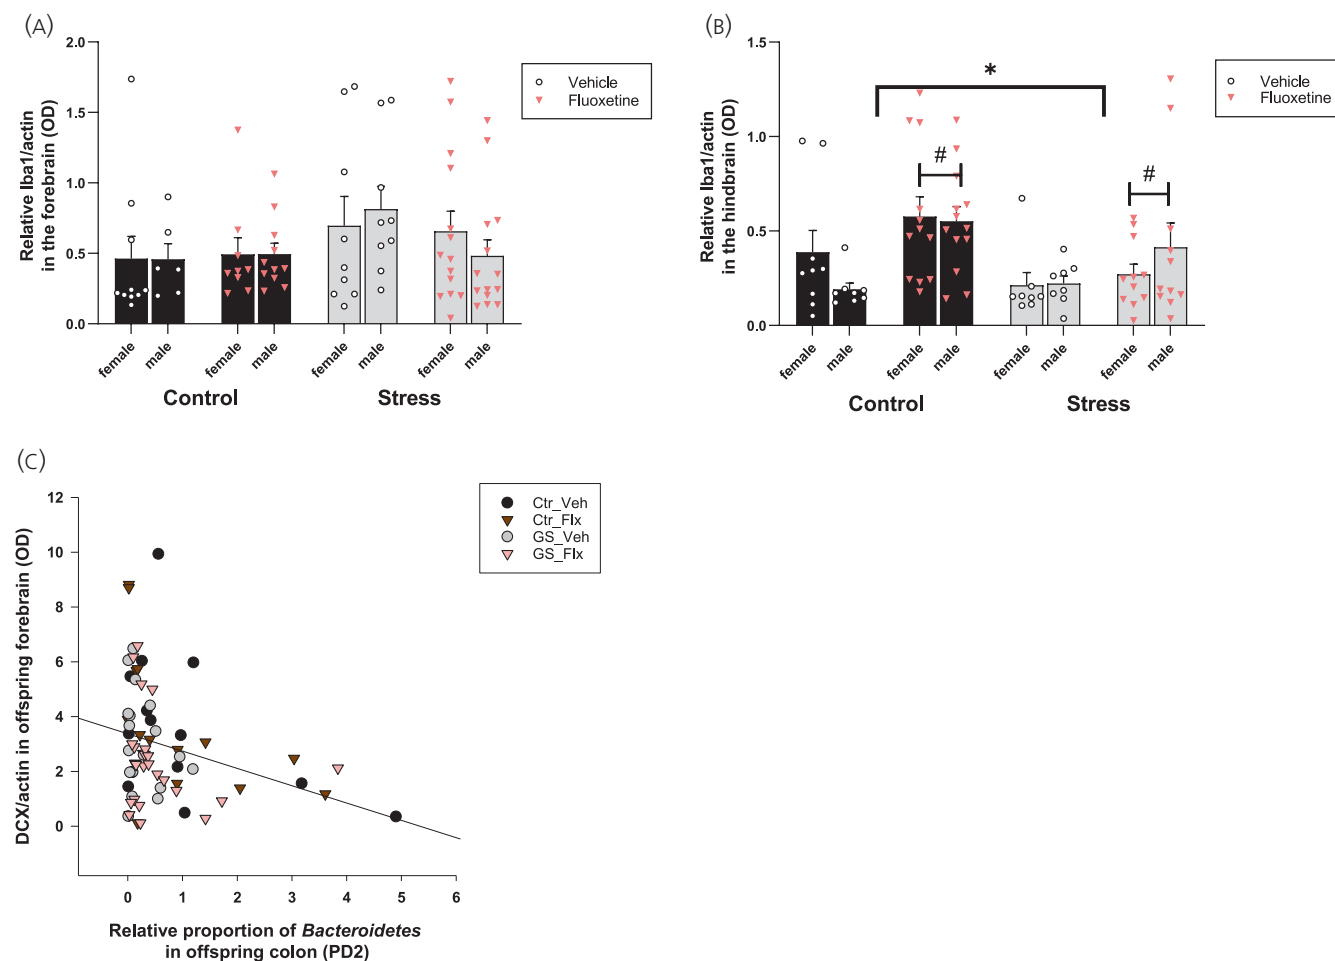 (A)
2.0
1.5
1.0
0.5
0.0
Relative Iba1/actin
in the forebrain (OD)
Vehicle
Fluoxetine
female
male
female
male
female
male
female
male
Control
Stress
(B)
1.5
1.0
0.5
0.0
Relative Iba1/actin
in the hindbrain (OD)
*
#
#
Vehicle
Fluoxetine
female
male
female
male
female
male
female
male
Control
Stress
(C)
12
10
8
6
4
2
0
DCX/actin in offspring forebrain (OD)
Ctr_Veh
Ctr_Flx
GS_Veh
GS_Flx
0 1 2 3 4 5 6
Relative proportion of Bacteroidetes
in offspring colon (PD2)